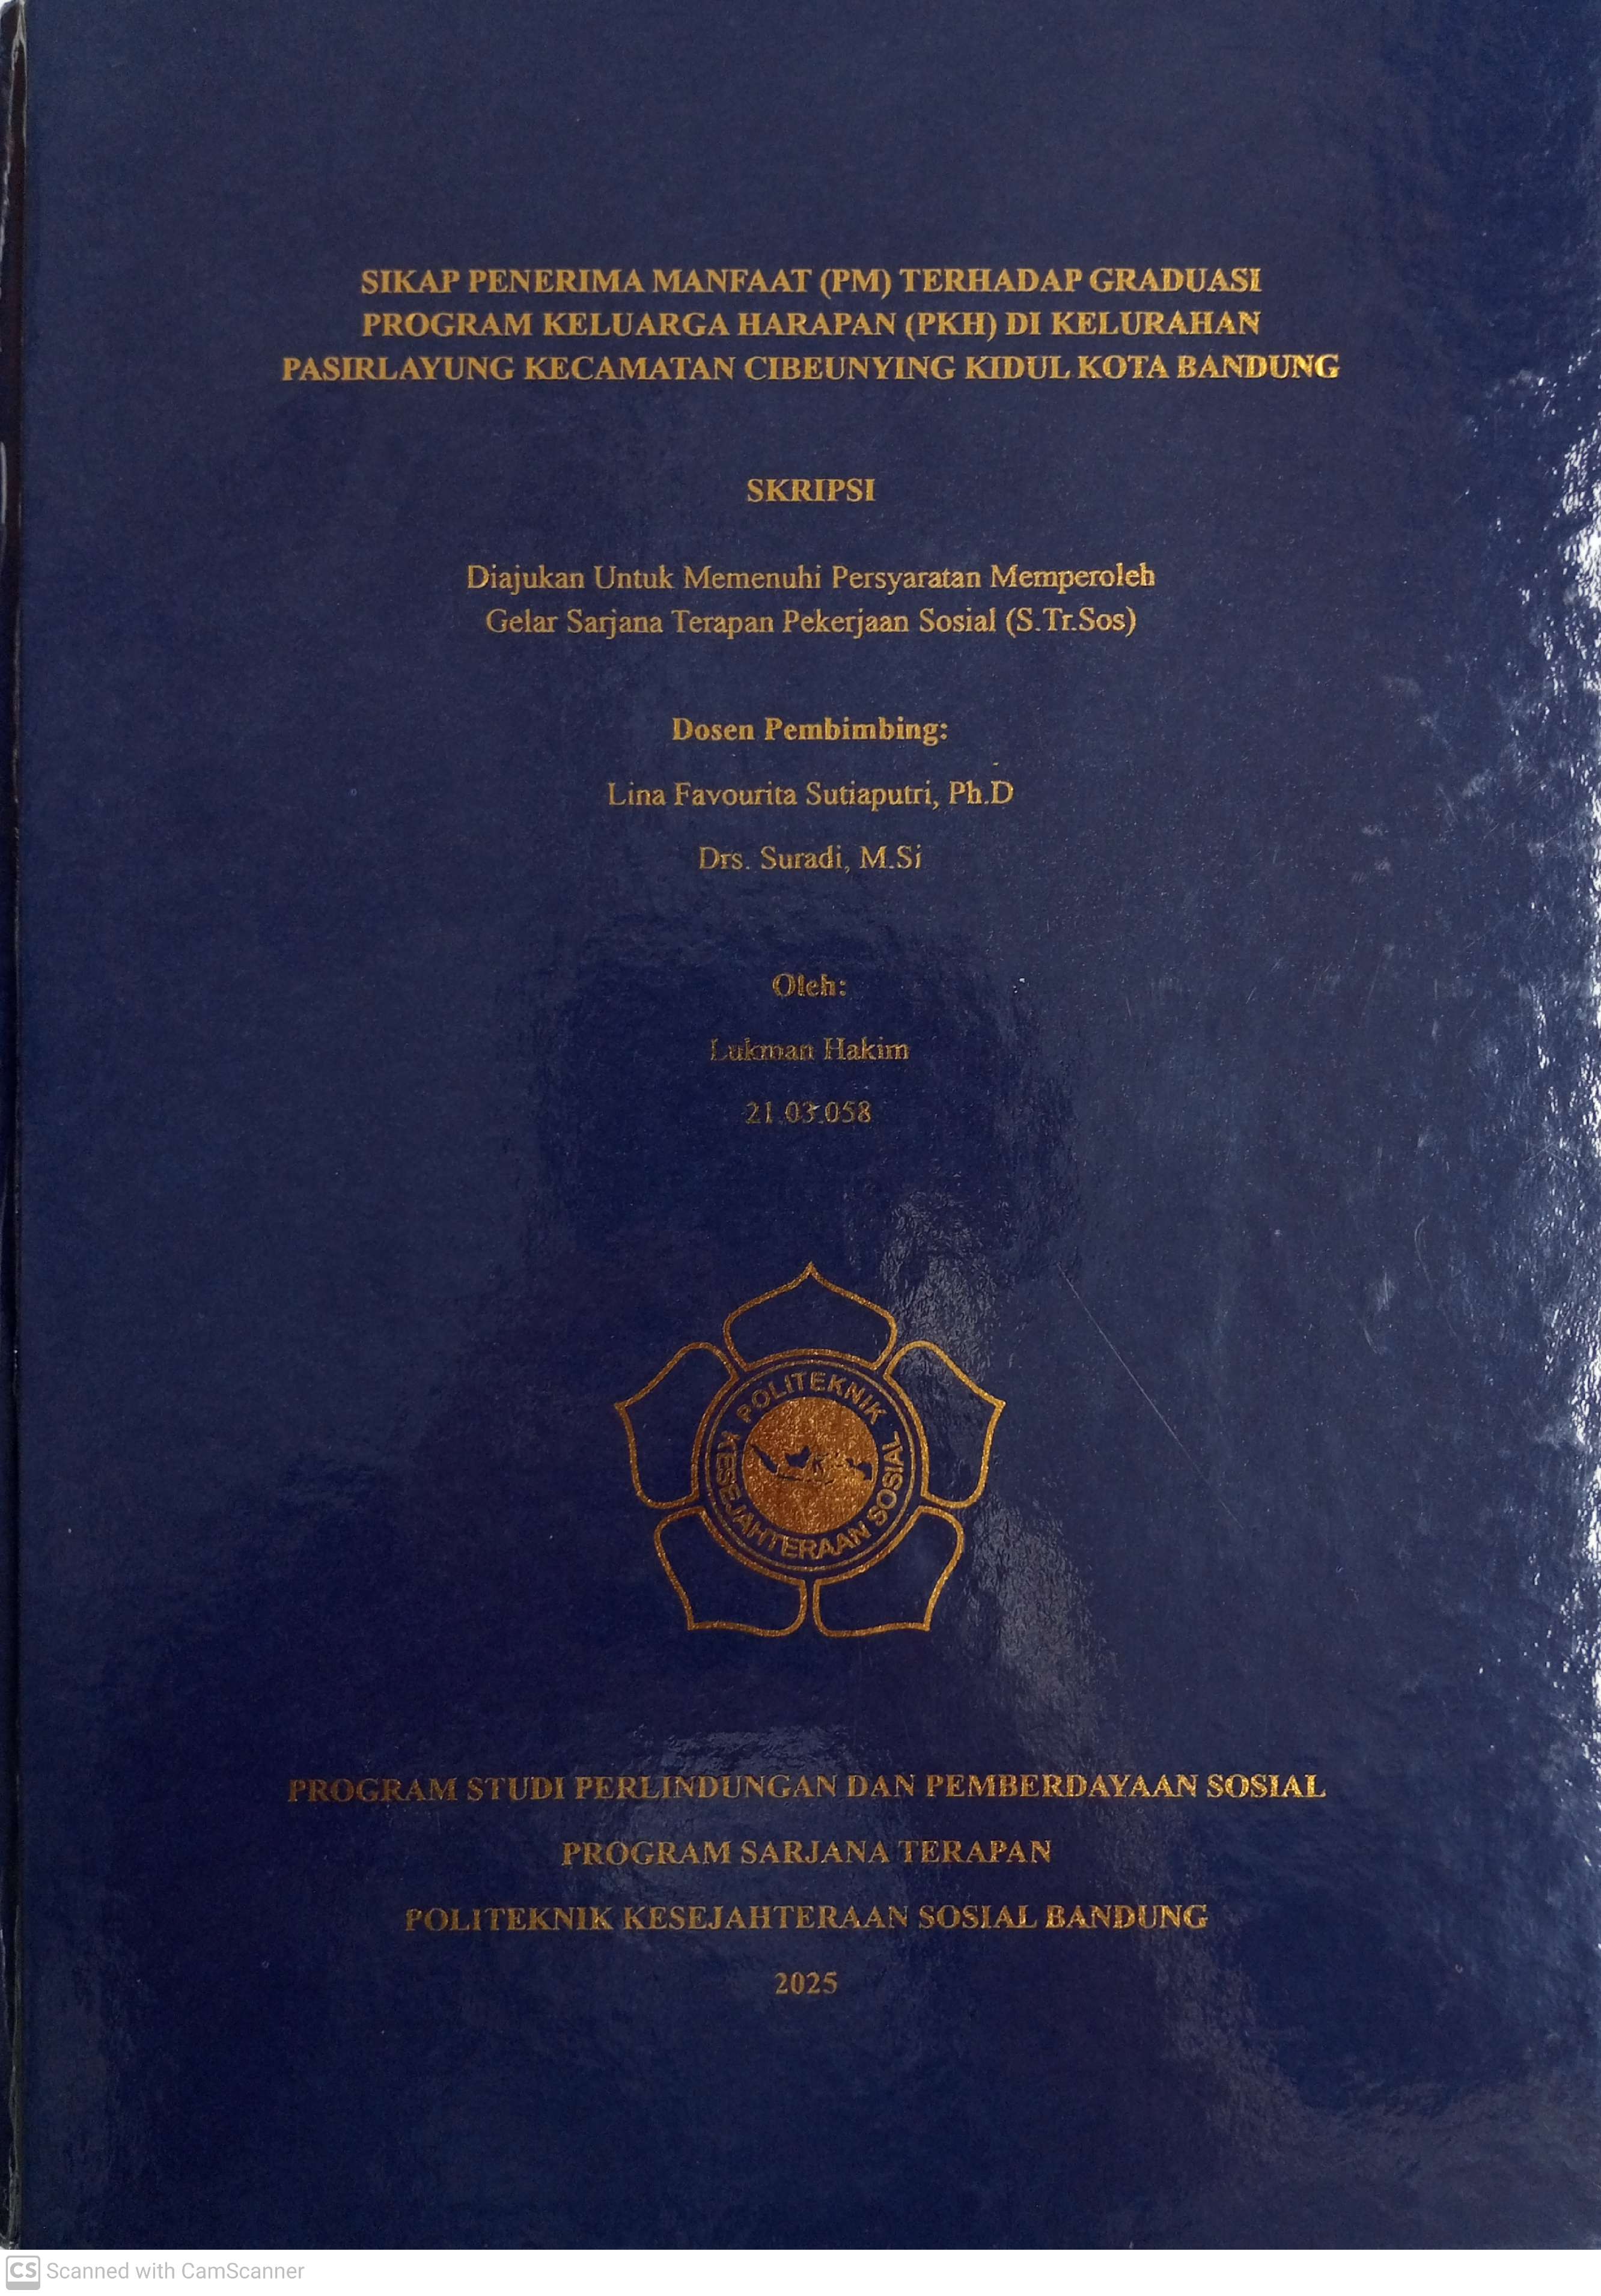 SIKAP PENERIMA MANFAAT (PM) TERHADAP GRADUASI
PROGRAM KELUARGA HARAPAN (PKH) DI KELURAHAN
PASIRLAYUNG KECAMATAN CIBEUNYING KIDUL KOTA BANDUNG
SKRIPSI
Diajukan Untuk Memenuhi Persyaratan Memperoleh
Gelar Sarjana Terapan Pekerjaan Sosial (S.Tr.Sos)
Dosen Pembimbing:
Lina Favourita Sutiaputri, Ph.D
Drs. Suradi, M.Si
Oleh:
Lukman Hakim
21.03.058
POLITEKNIK
KESEJAHTERAAN SOSIAL
PROGRAM STUDI PERLINDUNGAN DAN PEMBERDAYAAN SOSIAL
PROGRAM SARJANA TERAPAN
POLITEKNIK KESEJAHTERAAN SOSIAL BANDUNG
2025
CS Scanned with CamScanner